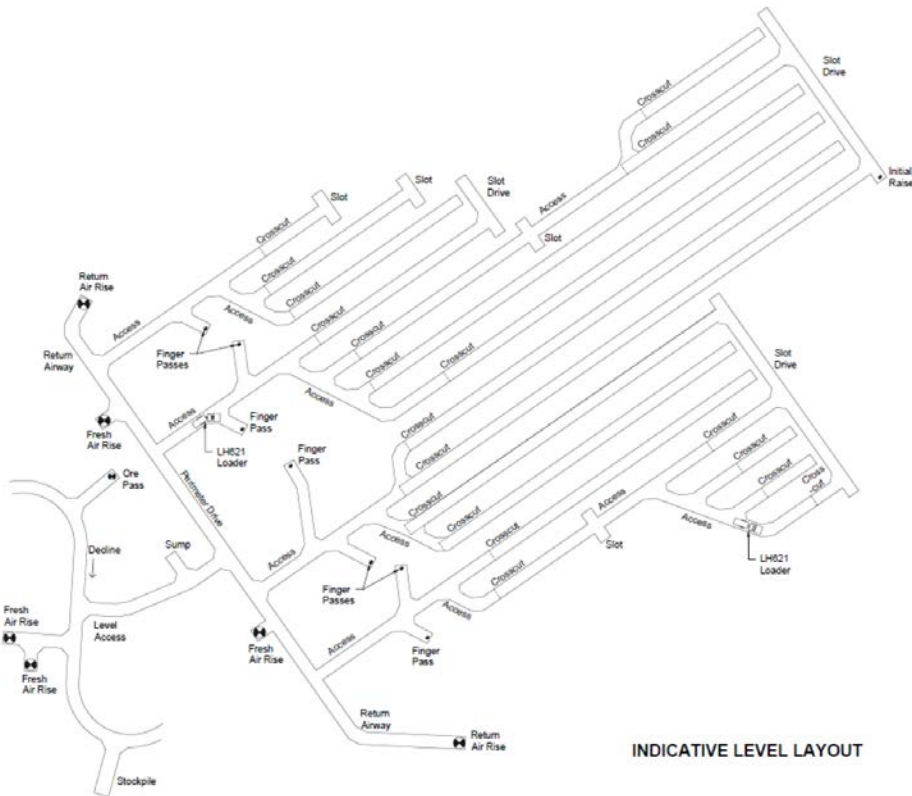 Slot
Drive
Crosscut
Crosscut
Initial
Raise
Access
Slot
Slot
Slot
Drive
Slot
Crosscut
Crosscut
Crosscut
Crosscut
Crosscut
Crosscut
Crosscut
Crosscut
Return
Air Rise
Access
Access
Return
Airway
Finger
Passes
Access
Access
Fresh
Air Rise
LH621
Loader
Finger
Pass
Finger
Pass
Slot
Drive
Crosscut
Crosscut
Crosscut
Crosscut
Crosscut
Crosscut
Crosscut
Crosscut
Crosscut
Cross
-cut
Ore
Pass
Perimeter Drive
Decline
Sump
Access
Access
Access
Access
Slot
LH621
Loader
Finger
Passes
Crosscut
Access
Access
Fresh
Air Rise
Level
Access
Fresh
Air Rise
Fresh
Air Rise
Finger
Pass
Return
Airway
Return
Air Rise
Stockpile
INDICATIVE LEVEL LAYOUT